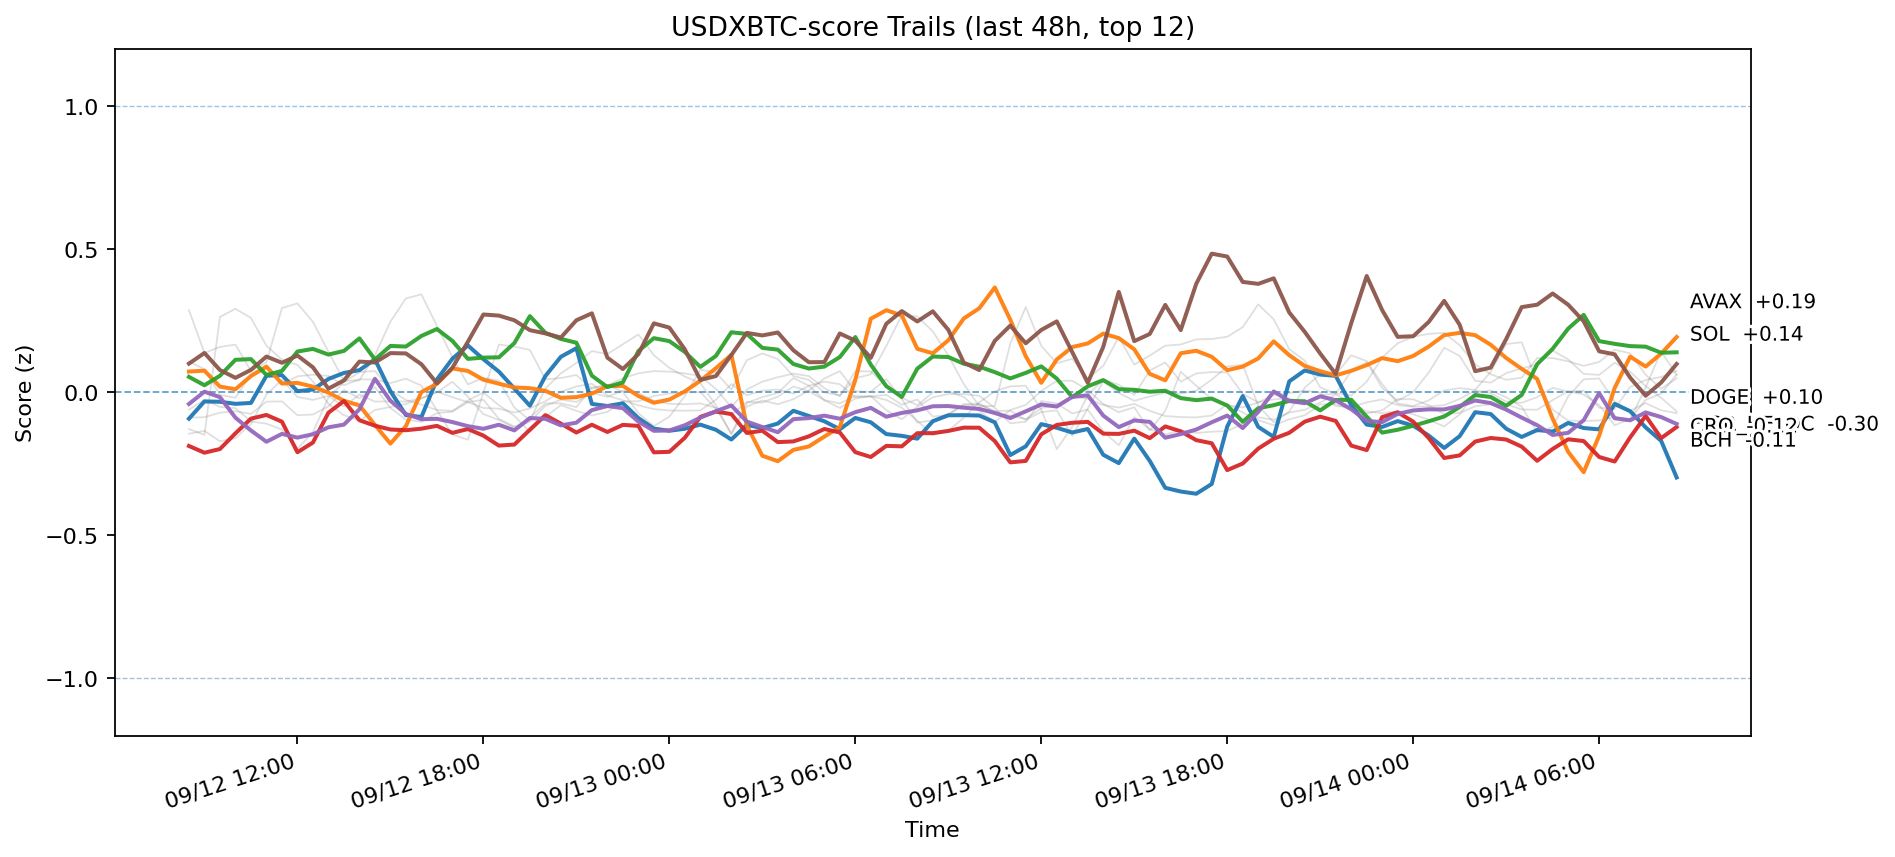 USDXBTC-score Trails (last 48h, top 12)
Score (z)
1.0
0.5
0.0
−0.5
−1.0
AVAX +0.19
SOL +0.14
DOGE +0.10
-0.30
BCH -0.11
09/12 12:00
09/12 18:00
09/13 00:00
09/13 06:00
09/13 12:00
09/13 18:00
09/14 00:00
09/14 06:00
Time